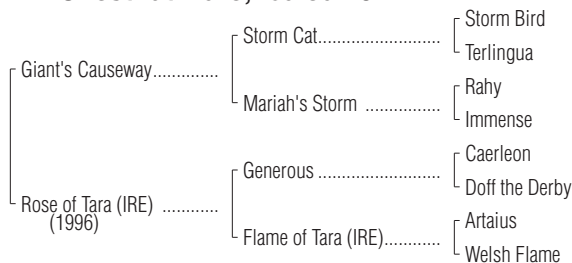 Storm Bird
Storm Cat........................
Terlingua
Giant's Causeway.............
Rahy
Mariah's Storm ...............
Immense
Caerleon
Generous ........................
Doff the Derby
Rose of Tara (IRE) ...........
(1996)
Artaius
Flame of Tara (IRE)...........
Welsh Flame